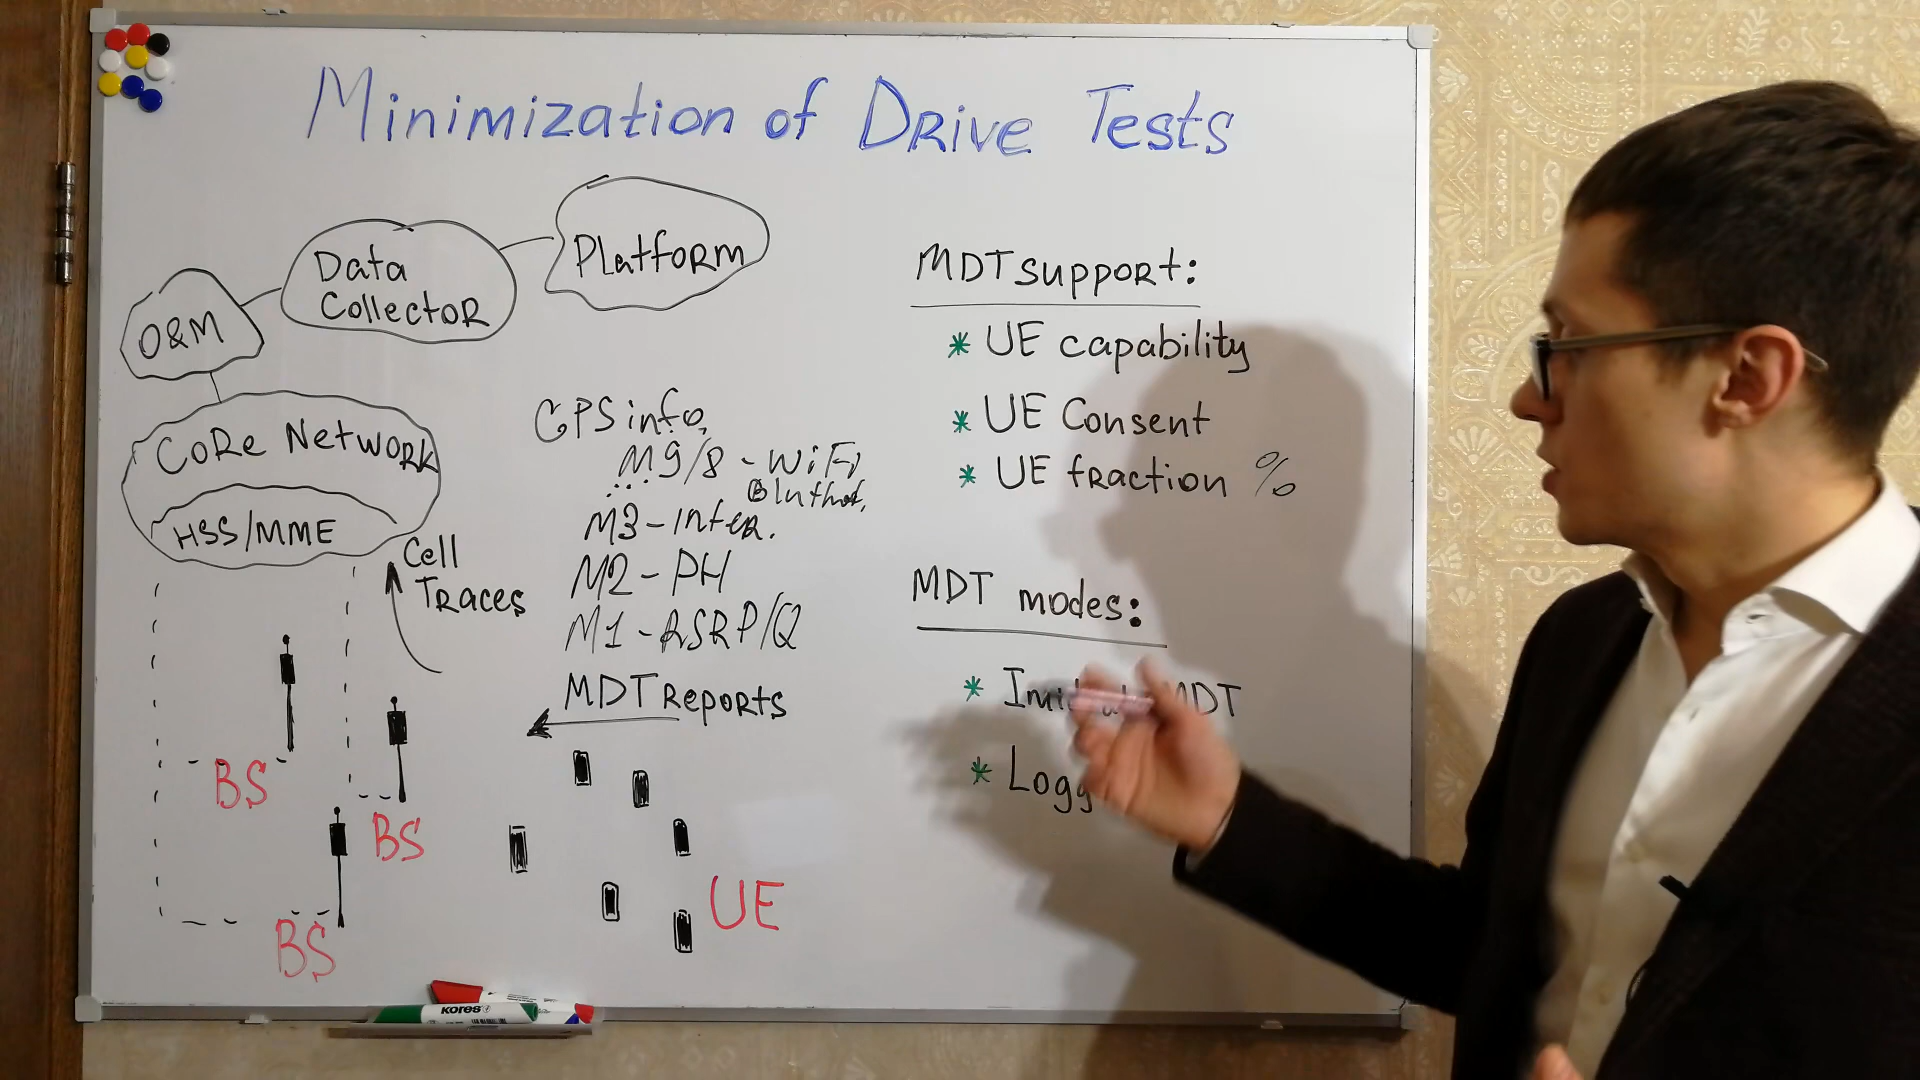 Minimization of Drive Tests
Platform
Data
Collector
O&M
Core Network
HSS/MME
Cell
Traces
GPS info,
M9/8 - WiFi
...
M3 - Inter.
M2 - PH
M1 - RSRP/Q
MDT Reports
BS
BS
BS
UE
MDT support:
* UE capability
* UE Consent
* UE fraction %
MDT modes:
* MDT
*
kores